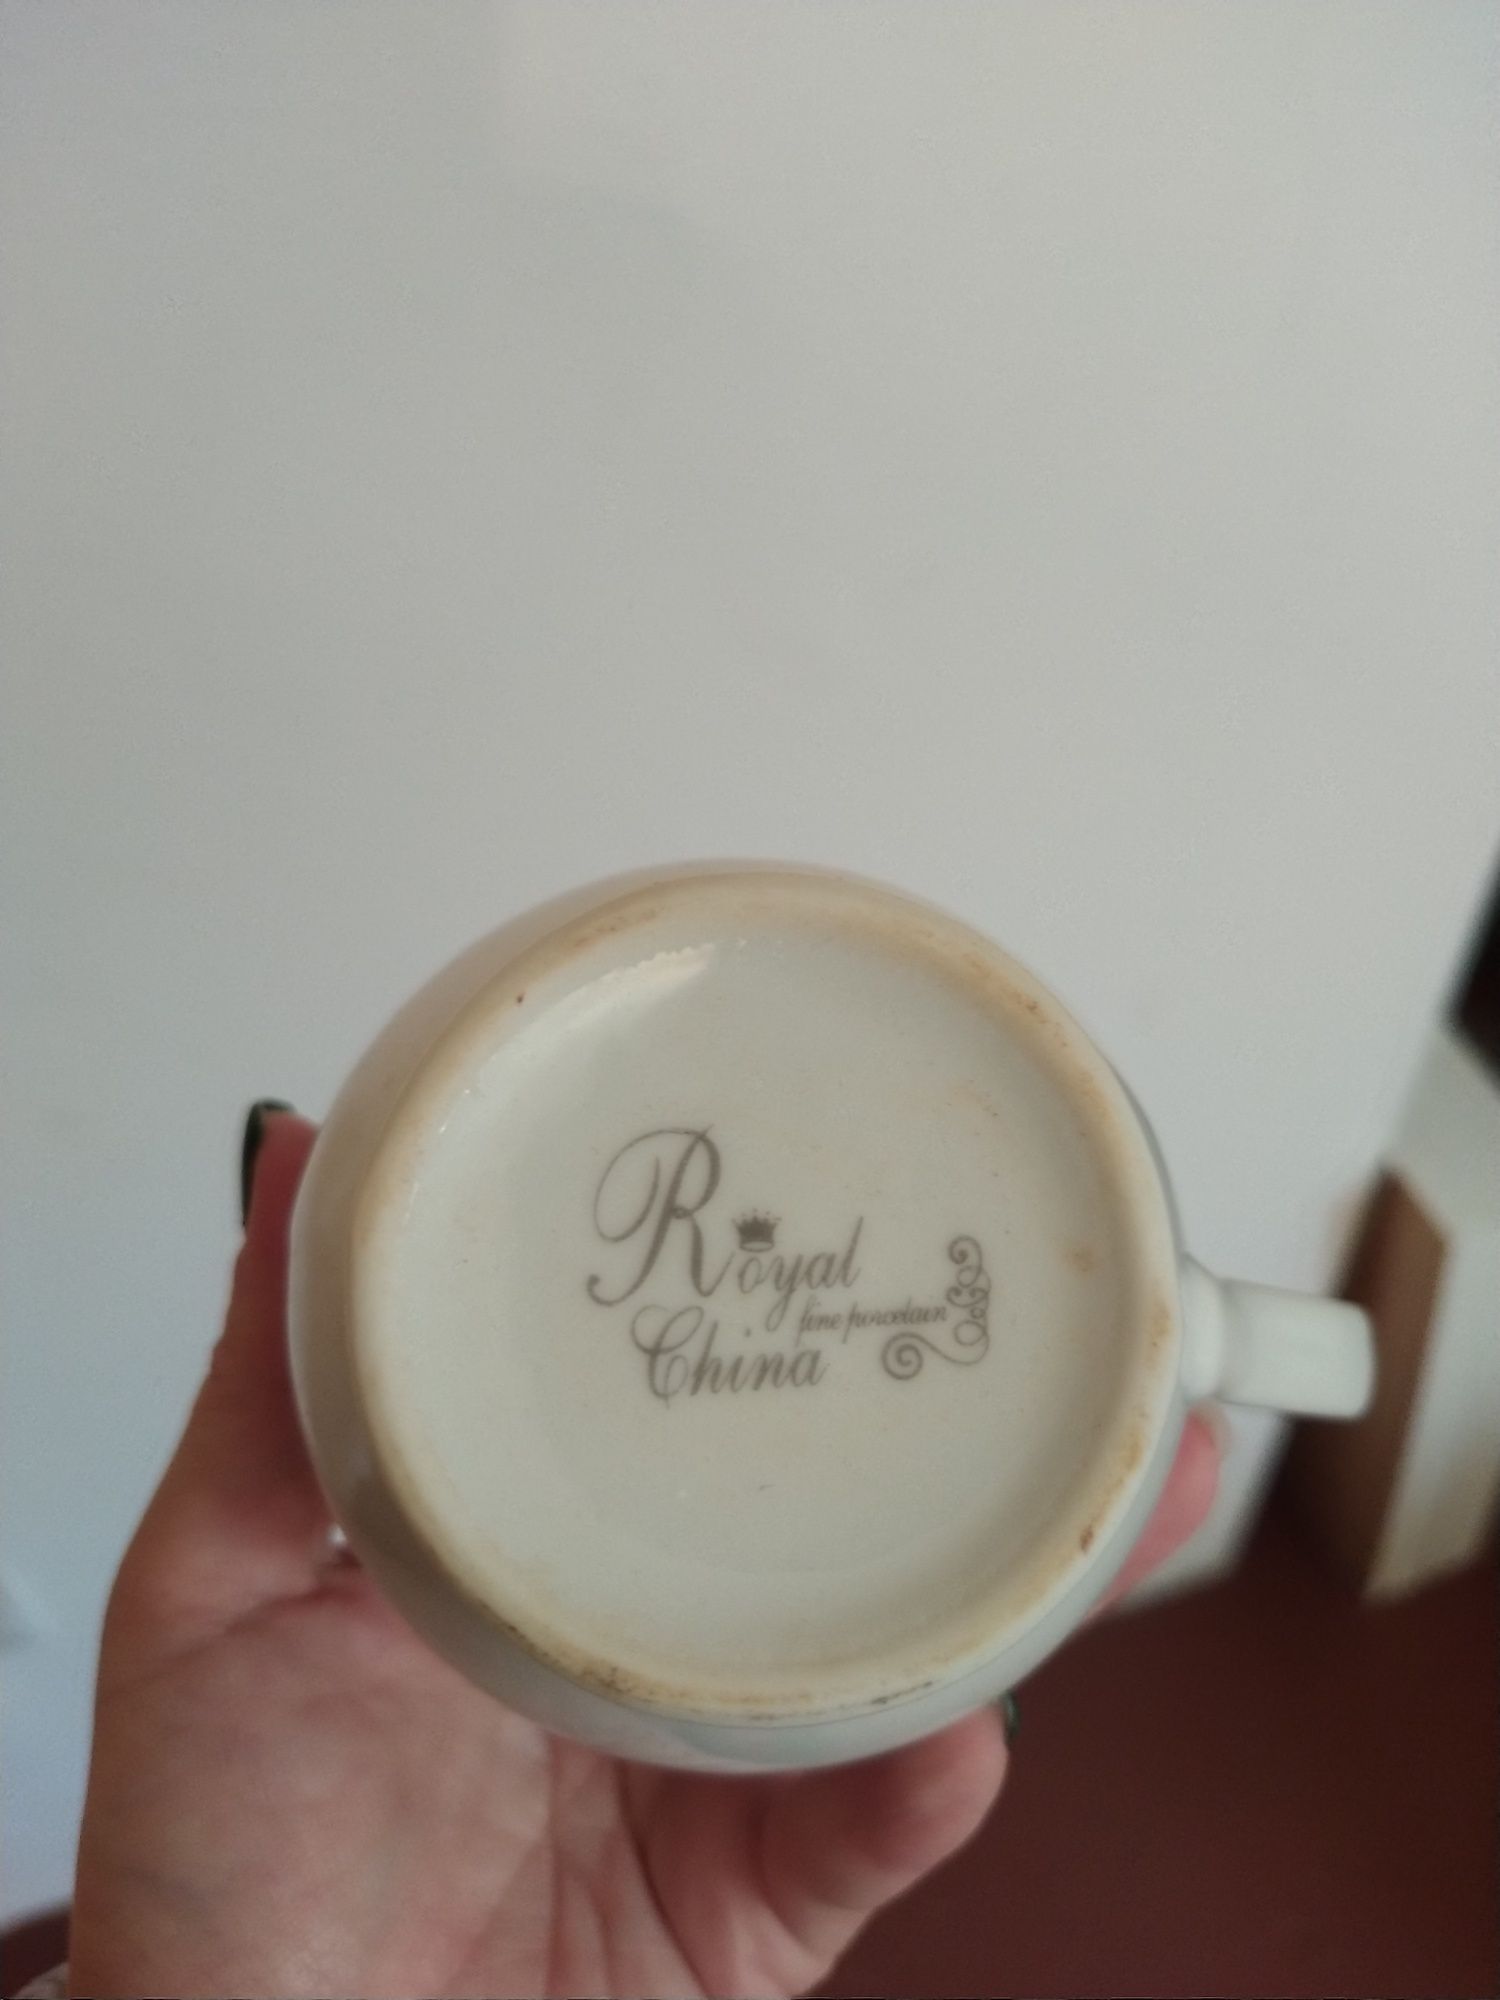 Royal
fine porcelain
China